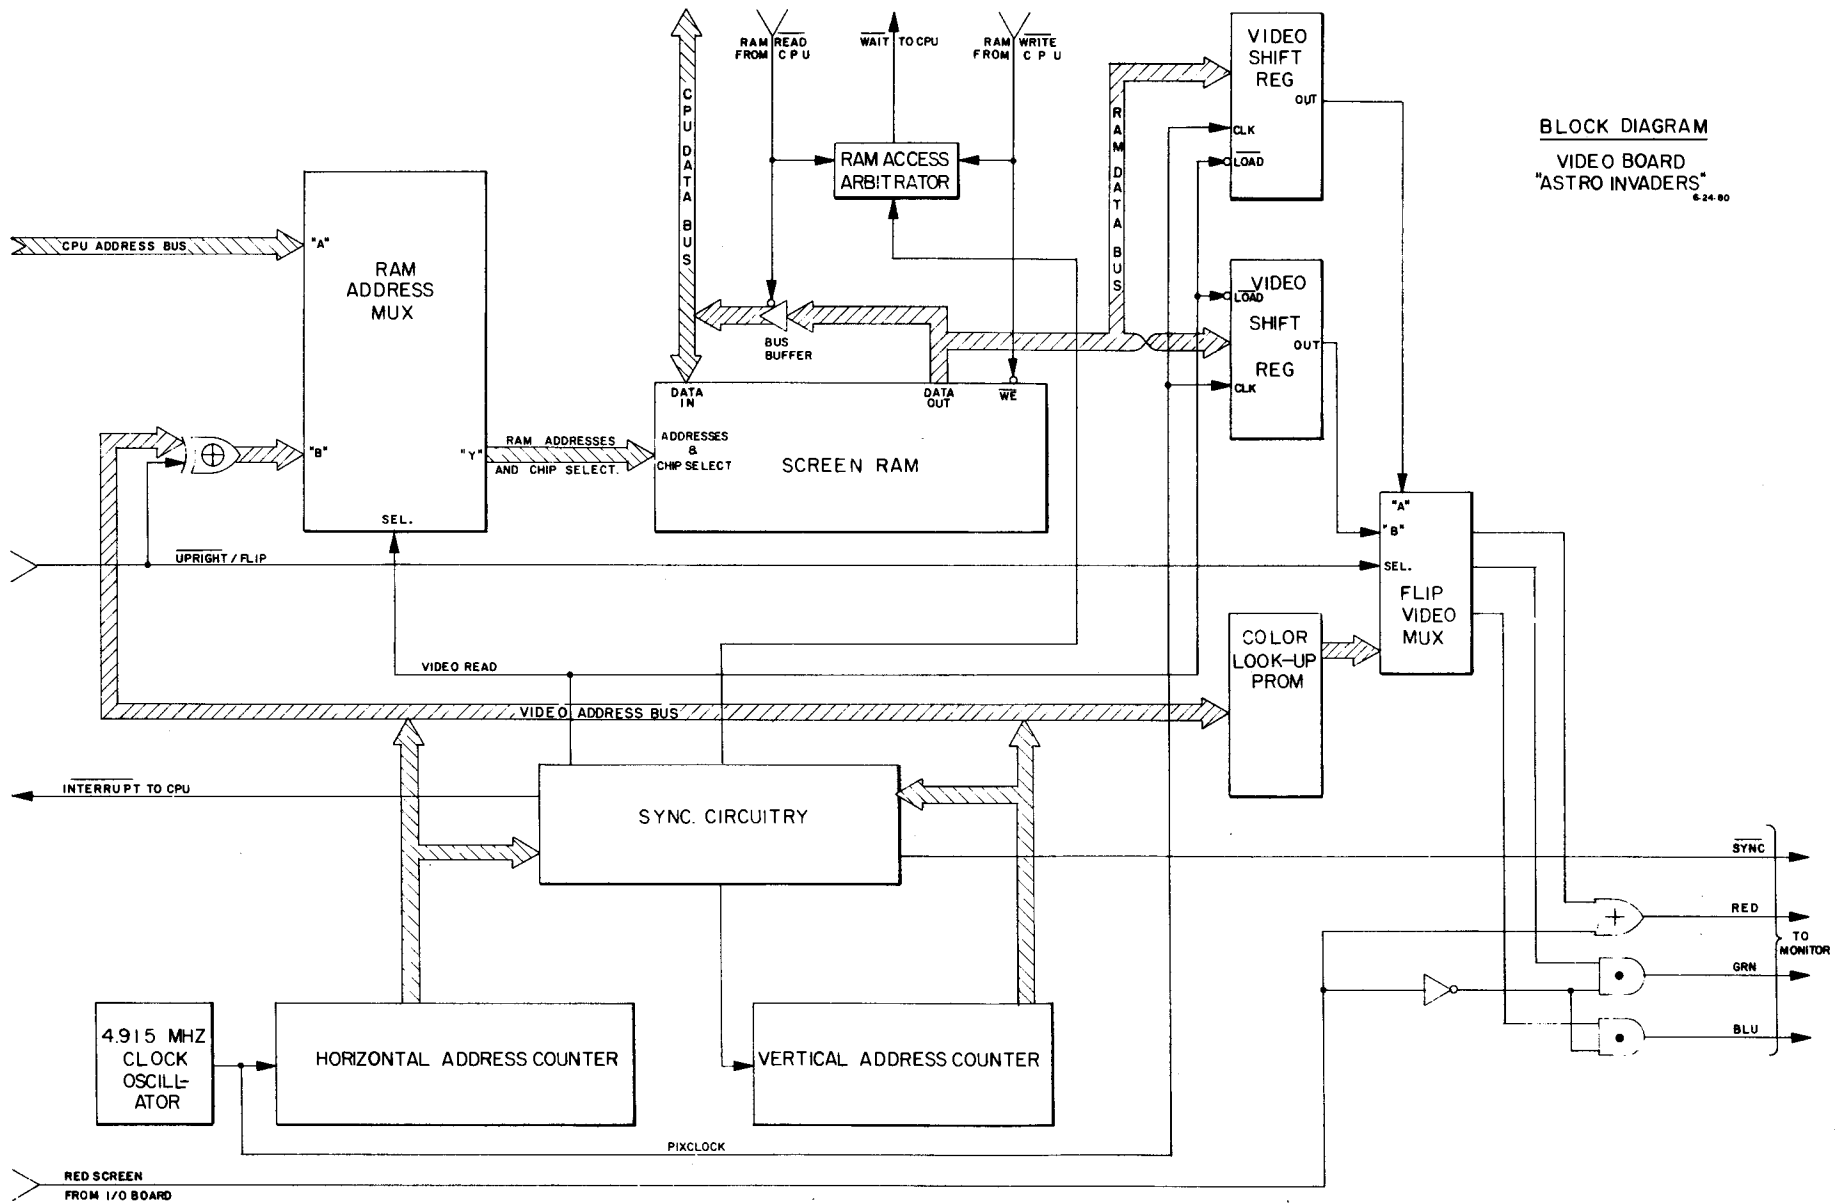 BLOCK DIAGRAM
VIDEO BOARD
"ASTRO INVADERS"
6-24-80
RAM READ
FROM CPU
WAIT TO CPU
RAM WRITE
FROM CPU
CPU DATA BUS
RAM DATA BUS
VIDEO
SHIFT
REG
OUT
CLK
LOAD
RAM ACCESS
ARBITRATOR
CPU ADDRESS BUS
"A"
RAM
ADDRESS
MUX
"B"
"Y"
SEL.
BUS
BUFFER
LOAD
VIDEO
SHIFT
REG
OUT
CLK
DATA
IN
DATA
OUT
WE
RAM ADDRESSES
AND CHIP SELECT.
ADDRESSES
&
CHIP SELECT
SCREEN RAM
UPRIGHT / FLIP
"A"
"B"
SEL.
FLIP
VIDEO
MUX
COLOR
LOOK-UP
PROM
VIDEO READ
VIDEO ADDRESS BUS
INTERRUPT TO CPU
SYNC. CIRCUITRY
SYNC
RED
TO
MONITOR
GRN
BLU
4.915 MHZ
CLOCK
OSCILL-
ATOR
HORIZONTAL ADDRESS COUNTER
VERTICAL ADDRESS COUNTER
PIXCLOCK
RED SCREEN
FROM I/O BOARD